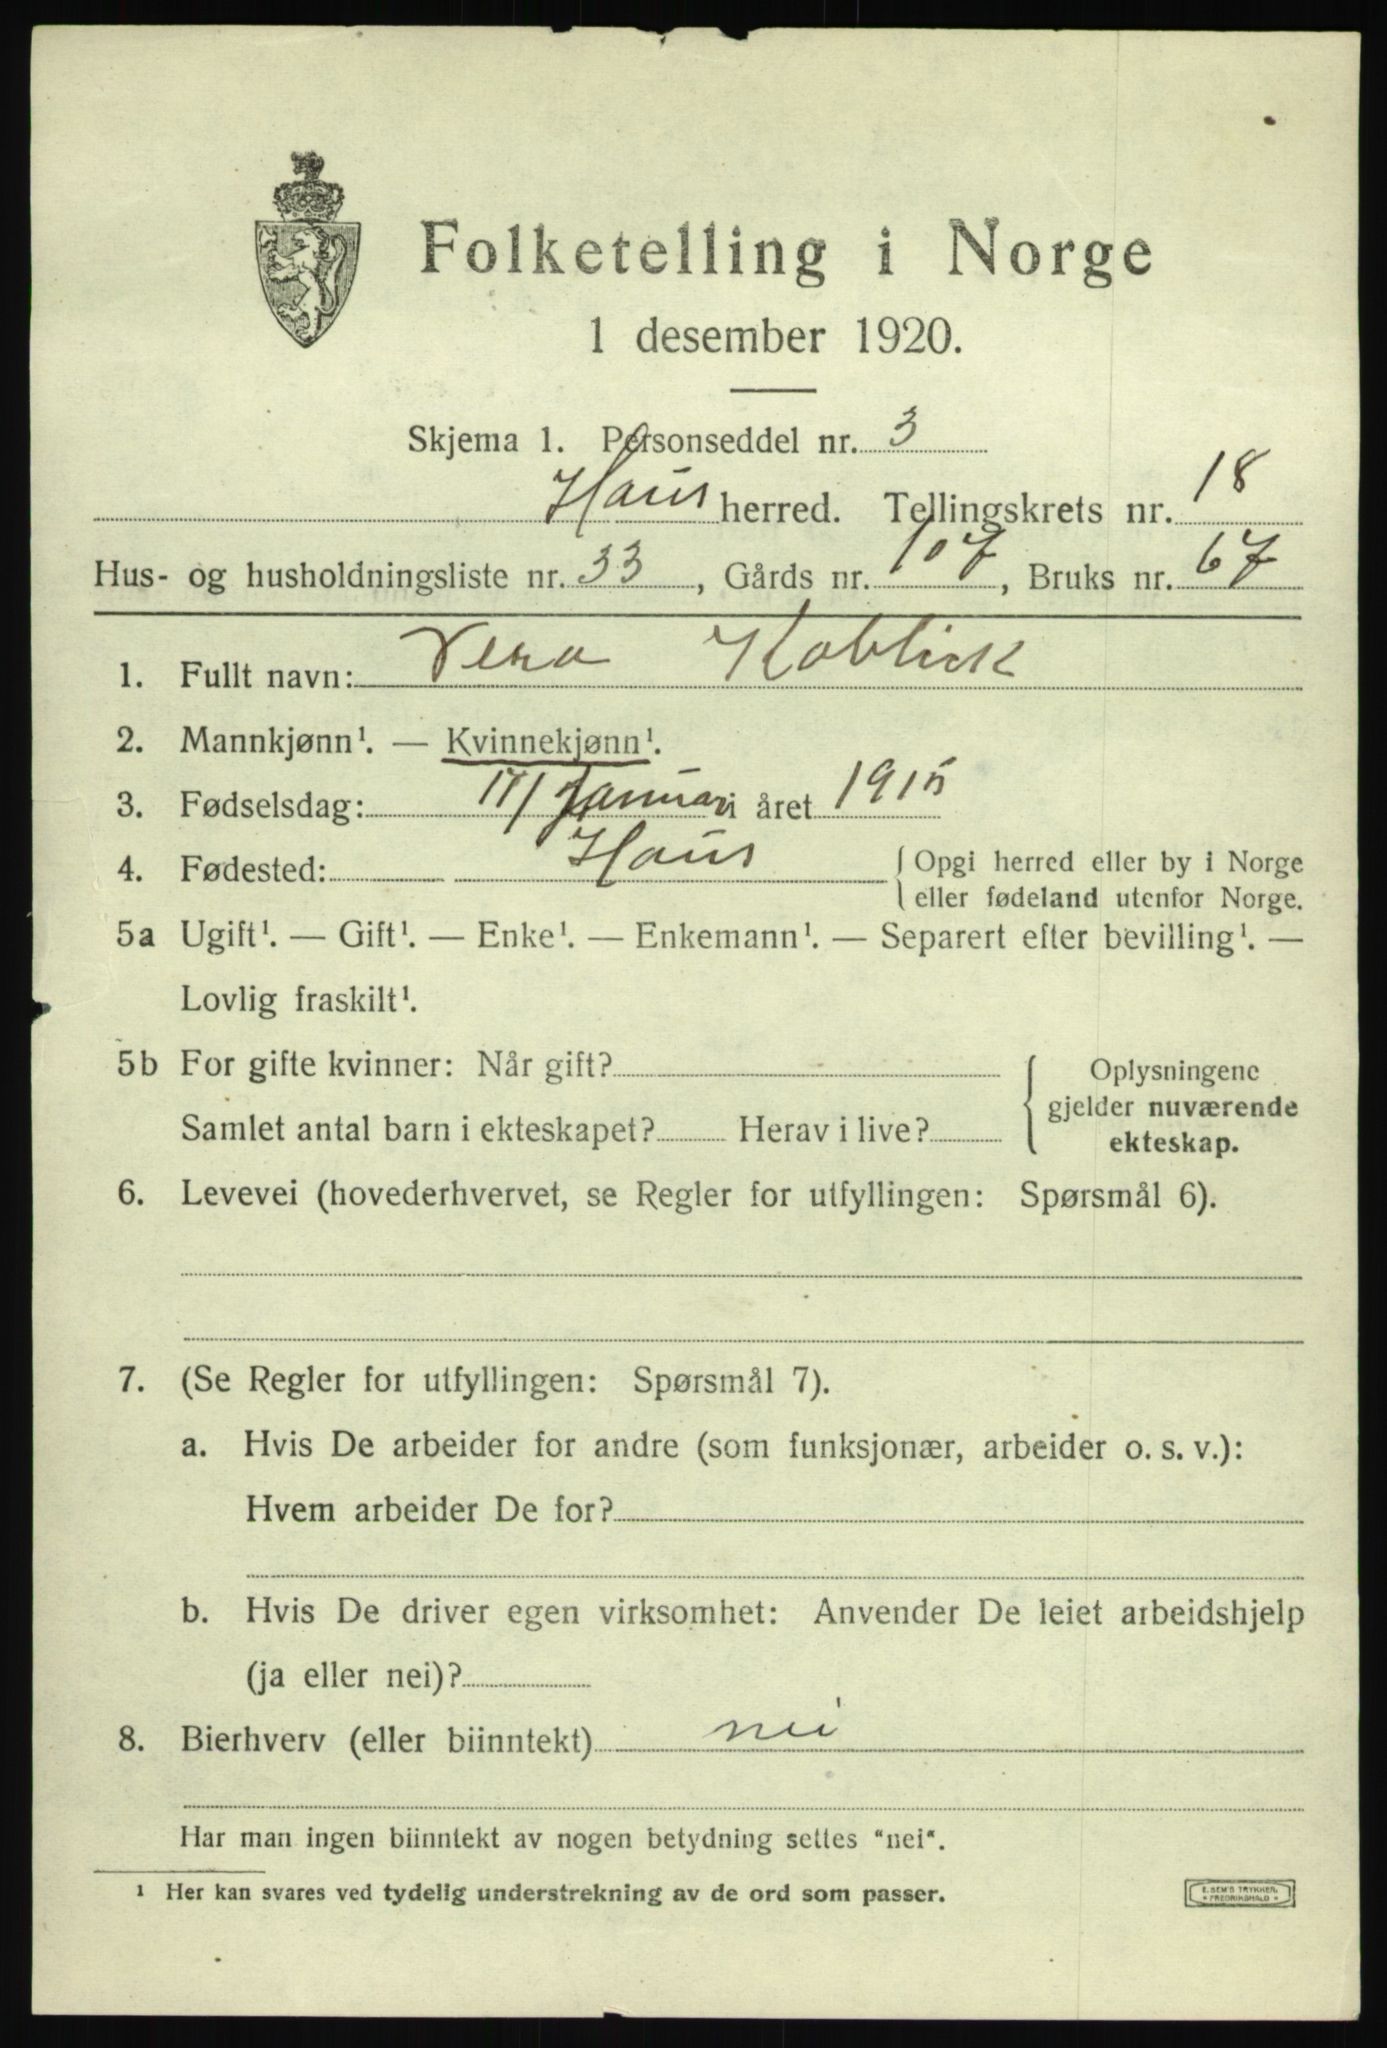 Folketelling i Norge
1 desember 1920.
Skjema 1. Personseddel nr. 3
Haus herred. Tellingskrets nr. 18
Hus- og husholdningsliste nr. 33, Gårds nr. 107, Bruks nr. 67
1. Fullt navn: Vera Koblick
2. Mannkjønn¹. — Kvinnekjønn¹.
3. Fødselsdag: 17/ Januar i året 1915
4. Fødested: Haus { Opgi herred eller by i Norge
eller fødeland utenfor Norge.
5a Ugift¹. — Gift¹. — Enke¹. — Enkemann¹. — Separert efter bevilling¹. —
Lovlig fraskilt¹.
5b For gifte kvinner: Når gift? { Oplysningene
gjelder nuværende
Samlet antal barn i ekteskapet? Herav i live?
ekteskap.
6. Levevei (hovederhvervet, se Regler for utfyllingen: Spørsmål 6).
7. (Se Regler for utfyllingen: Spørsmål 7).
a. Hvis De arbeider for andre (som funksjonær, arbeider o. s. v.):
Hvem arbeider De for?
b. Hvis De driver egen virksomhet: Anvender De leiet arbeidshjelp
(ja eller nei)?
8. Bierhverv (eller biinntekt) nei
Har man ingen biinntekt av nogen betydning settes "nei".
¹ Her kan svares ved tydelig understrekning av de ord som passer.
E. SEM'S TRYKKERI
FREDRIKSHALD